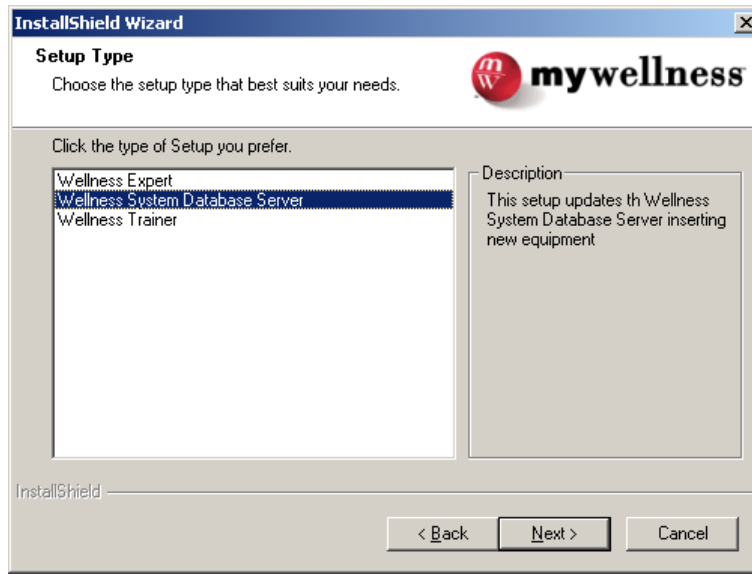 InstallShield Wizard
Setup Type
Choose the setup type that best suits your needs.
mw
mywellness
Click the type of Setup you prefer.
Wellness Expert
Wellness System Database Server
Wellness Trainer
Description
This setup updates th Wellness
System Database Server inserting
new equipment
InstallShield
< Back
Next >
Cancel